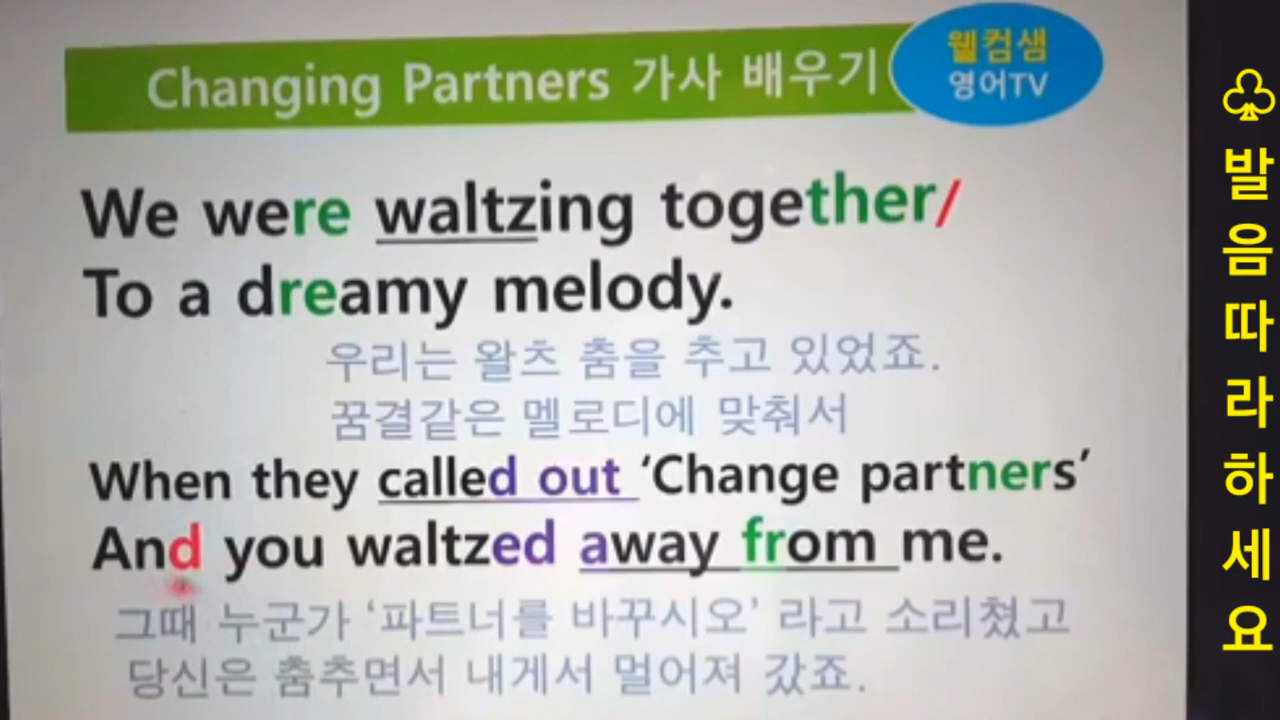 Changing Partners 가사 배우기
웰컴샘
영어TV
We were waltzing together/
To a dreamy melody.
우리는 왈츠 춤을 추고 있었죠.
꿈결같은 멜로디에 맞춰서
When they called out ‘Change partners’
And you waltzed away from me.
그때 누군가 ‘파트너를 바꾸시오’ 라고 소리쳤고
당신은 춤추면서 내게서 멀어져 갔죠.
♧발음따라하세요